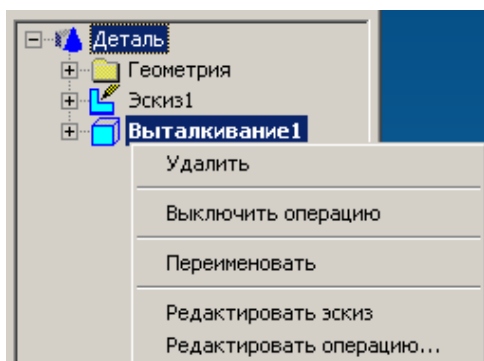 Деталь
Геометрия
Эскиз1
Выталкивание1
Удалить
Выключить операцию
Переименовать
Редактировать эскиз
Редактировать операцию...